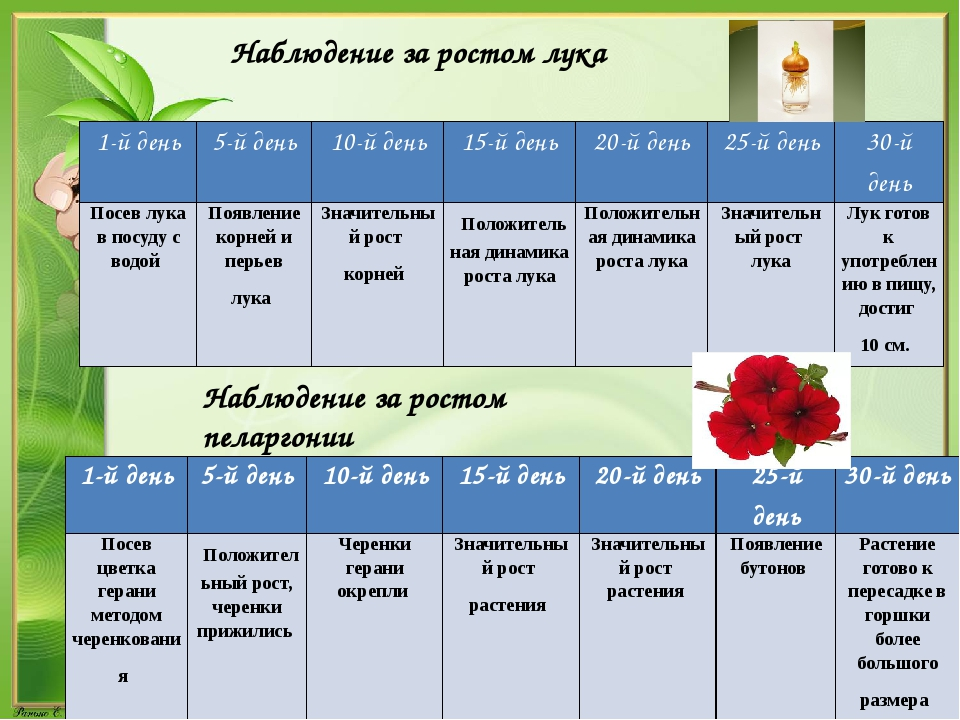 Наблюдение за ростом лука
1-й день
5-й день
10-й день
15-й день
20-й день
25-й день
30-й
день
Посев лука
в посуду с
водой
Появление
корней и
перьев
лука
Значительны
й рост
корней
Положитель
ная динамика
роста лука
Положительн
ая динамика
роста лука
Значительн
ый рост
лука
Лук готов
к
употреблен
ию в пищу,
достиг
10 см.
Наблюдение за ростом
пеларгонии
1-й день
5-й день
10-й день
15-й день
20-й день
25-й
день
30-й день
Посев
цветка
герани
методом
черенковани
я
Положител
ьный рост,
черенки
прижились
Черенки
герани
окрепли
Значительны
й рост
растения
Значительны
й рост
растения
Появление
бутонов
Растение
готово к
пересадке в
горшки
более
большого
размера
Ранько Е.